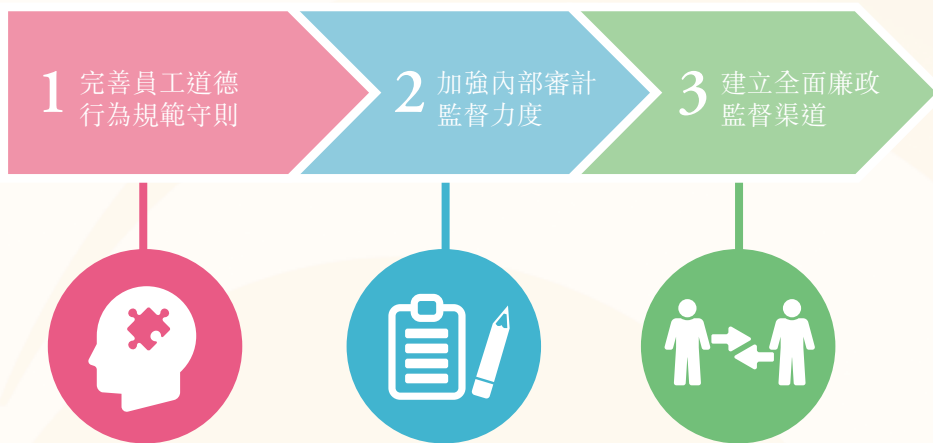 1 完善員工道德
行為規範守則
2 加強內部審計
監督力度
3 建立全面廉政
監督渠道